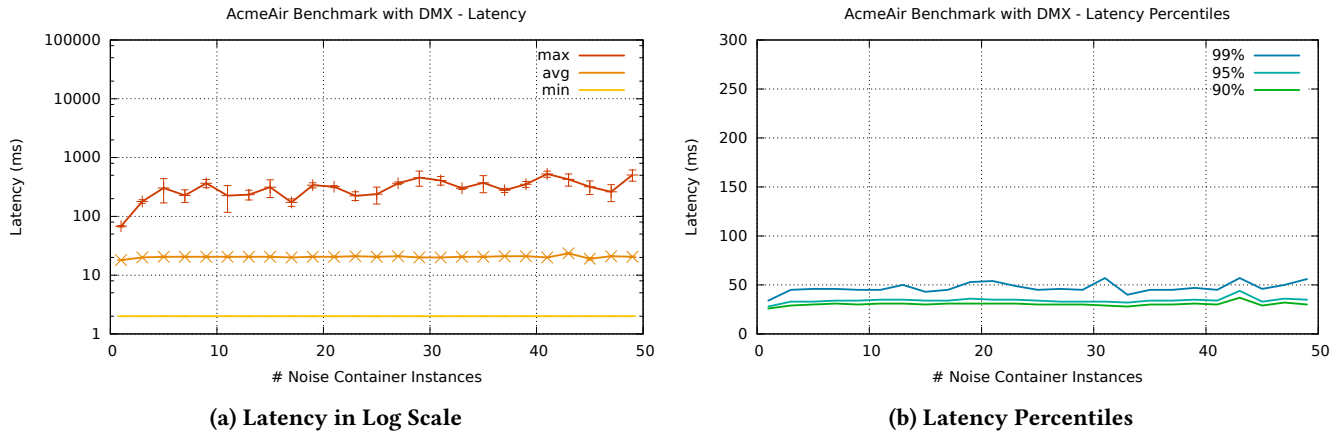 AcmeAir Benchmark with DMX - Latency
100000
10000
1000
100
10
1
0
10
20
30
40
50
Latency (ms)
# Noise Container Instances
max
avg
min
(a) Latency in Log Scale
AcmeAir Benchmark with DMX - Latency Percentiles
300
250
200
150
100
50
0
0
10
20
30
40
50
Latency (ms)
# Noise Container Instances
99%
95%
90%
(b) Latency Percentiles